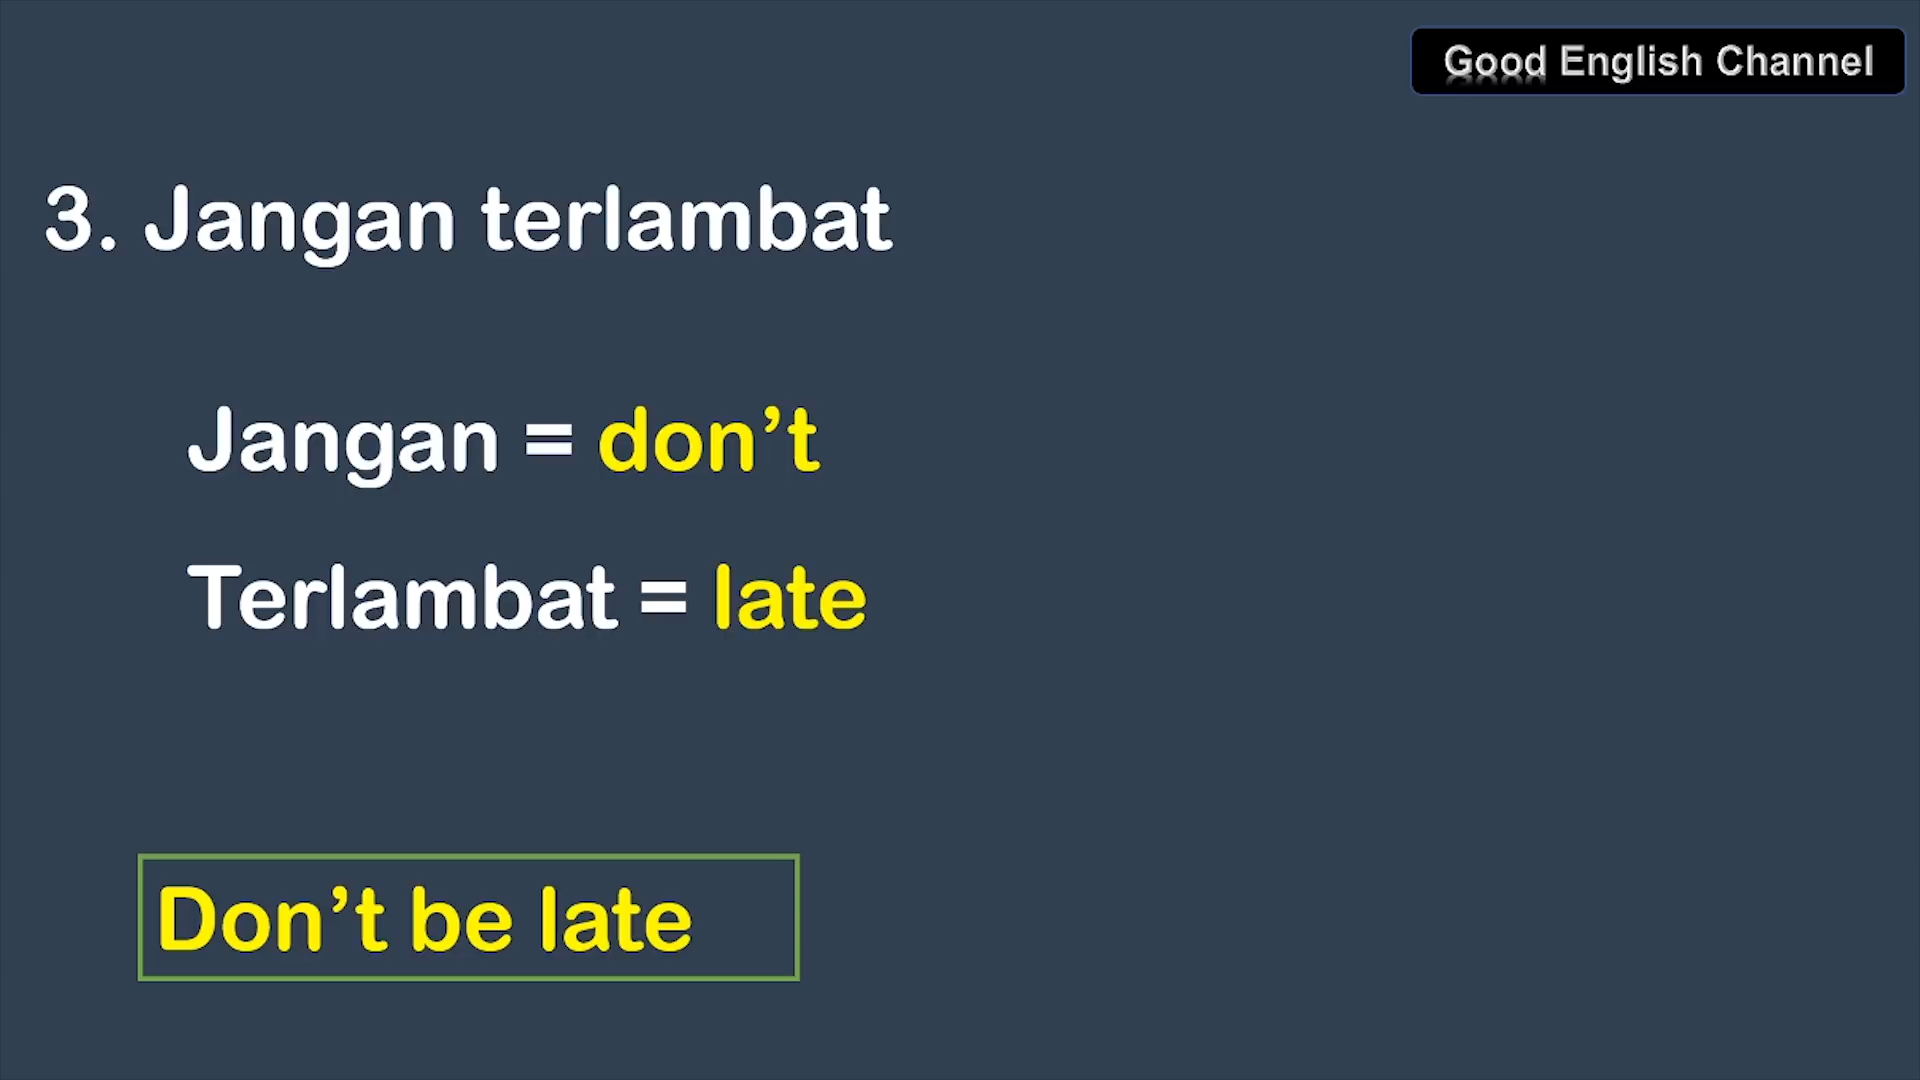 Good English Channel
3. Jangan terlambat
Jangan = don’t
Terlambat = late
Don’t be late